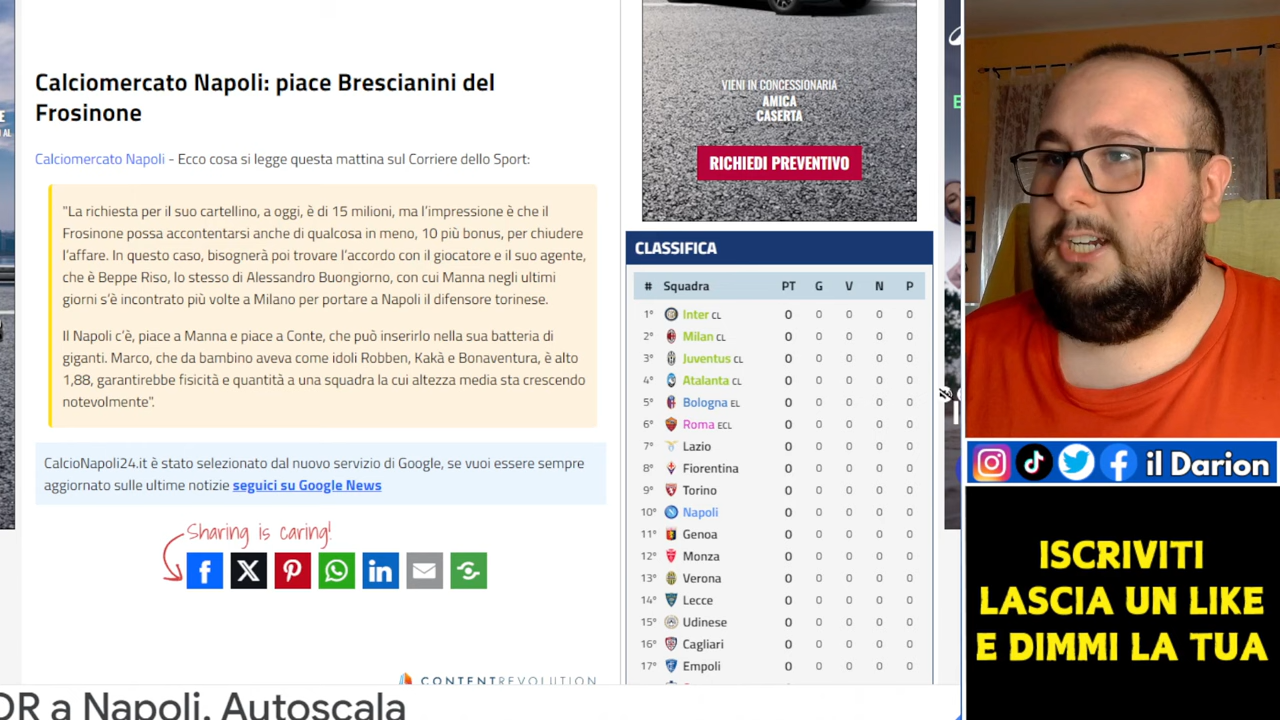 Calciomercato Napoli: piace Brescianini del
Frosinone
Calciomercato Napoli - Ecco cosa si legge questa mattina sul Corriere dello Sport:
"La richiesta per il suo cartellino, a oggi, è di 15 milioni, ma l'impressione è che il
Frosinone possa accontentarsi anche di qualcosa in meno, 10 più bonus, per chiudere
l'affare. In questo caso, bisognerà poi trovare l'accordo con il giocatore e il suo agente,
che è Beppe Riso, lo stesso di Alessandro Buongiorno, con cui Manna negli ultimi
giorni s'è incontrato più volte a Milano per portare a Napoli il difensore torinese.
Il Napoli c'è, piace a Manna e piace a Conte, che può inserirlo nella sua batteria di
giganti. Marco, che da bambino aveva come idoli Robben, Kakà e Bonaventura, è alto
1,88, garantirebbe fisicità e quantità a una squadra la cui altezza media sta crescendo
notevolmente".
CalcioNapoli24.it è stato selezionato dal nuovo servizio di Google, se vuoi essere sempre
aggiornato sulle ultime notizie seguici su Google News
Sharing is caring!
CONTENTREVOLUTION
OR a Napoli. Autoscala
VIENI IN CONCESSIONARIA
AMICA
CASERTA
RICHIEDI PREVENTIVO
CLASSIFICA
# Squadra PT G V N P
1° Inter CL 0 0 0 0 0
2° Milan CL 0 0 0 0 0
3° Juventus CL 0 0 0 0 0
4° Atalanta CL 0 0 0 0 0
5° Bologna EL 0 0 0 0 0
6° Roma ECL 0 0 0 0 0
7° Lazio 0 0 0 0 0
8° Fiorentina 0 0 0 0 0
9° Torino 0 0 0 0 0
10° Napoli 0 0 0 0 0
11° Genoa 0 0 0 0 0
12° Monza 0 0 0 0 0
13° Verona 0 0 0 0 0
14° Lecce 0 0 0 0 0
15° Udinese 0 0 0 0 0
16° Cagliari 0 0 0 0 0
17° Empoli 0 0 0 0 0
il Darion
ISCRIVITI
LASCIA UN LIKE
E DIMMI LA TUA